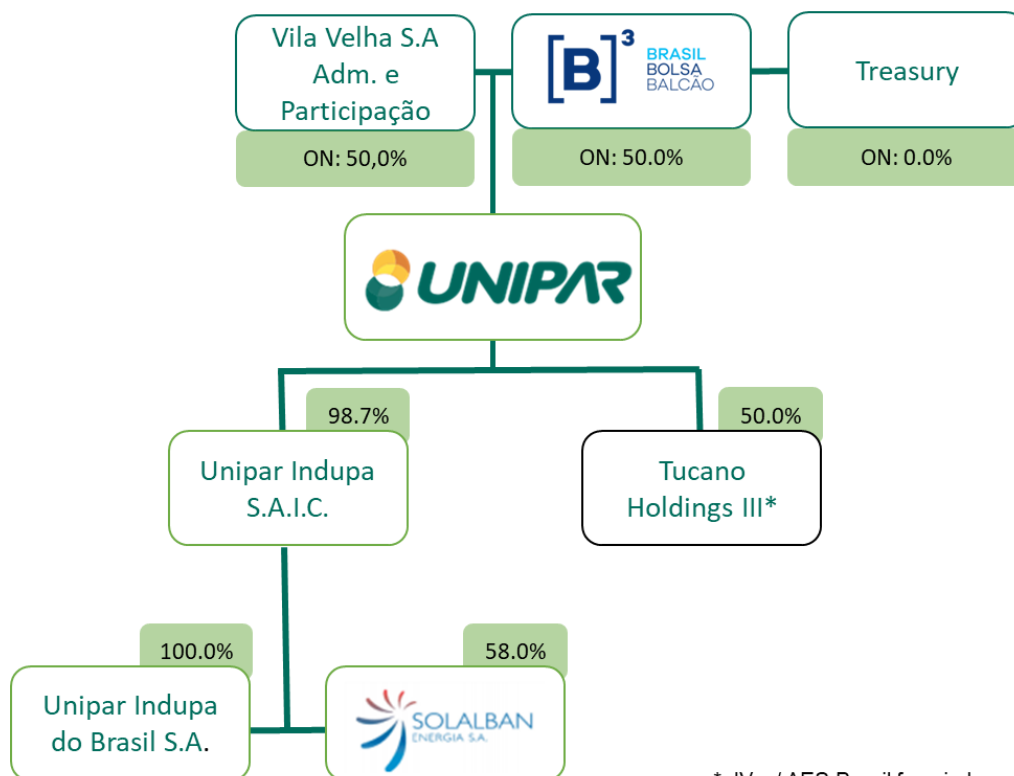 Vila Velha S.A
Adm. e
Participação
[B]³
BRASIL
BOLSA
BALCÃO
Treasury
ON: 50,0%
ON: 50.0%
ON: 0.0%
UNIPAR
98.7%
50.0%
Unipar Indupa
S.A.I.C.
Tucano
Holdings III*
100.0%
58.0%
Unipar Indupa
do Brasil S.A.
SOLALBAN
ENERGIA S.A.